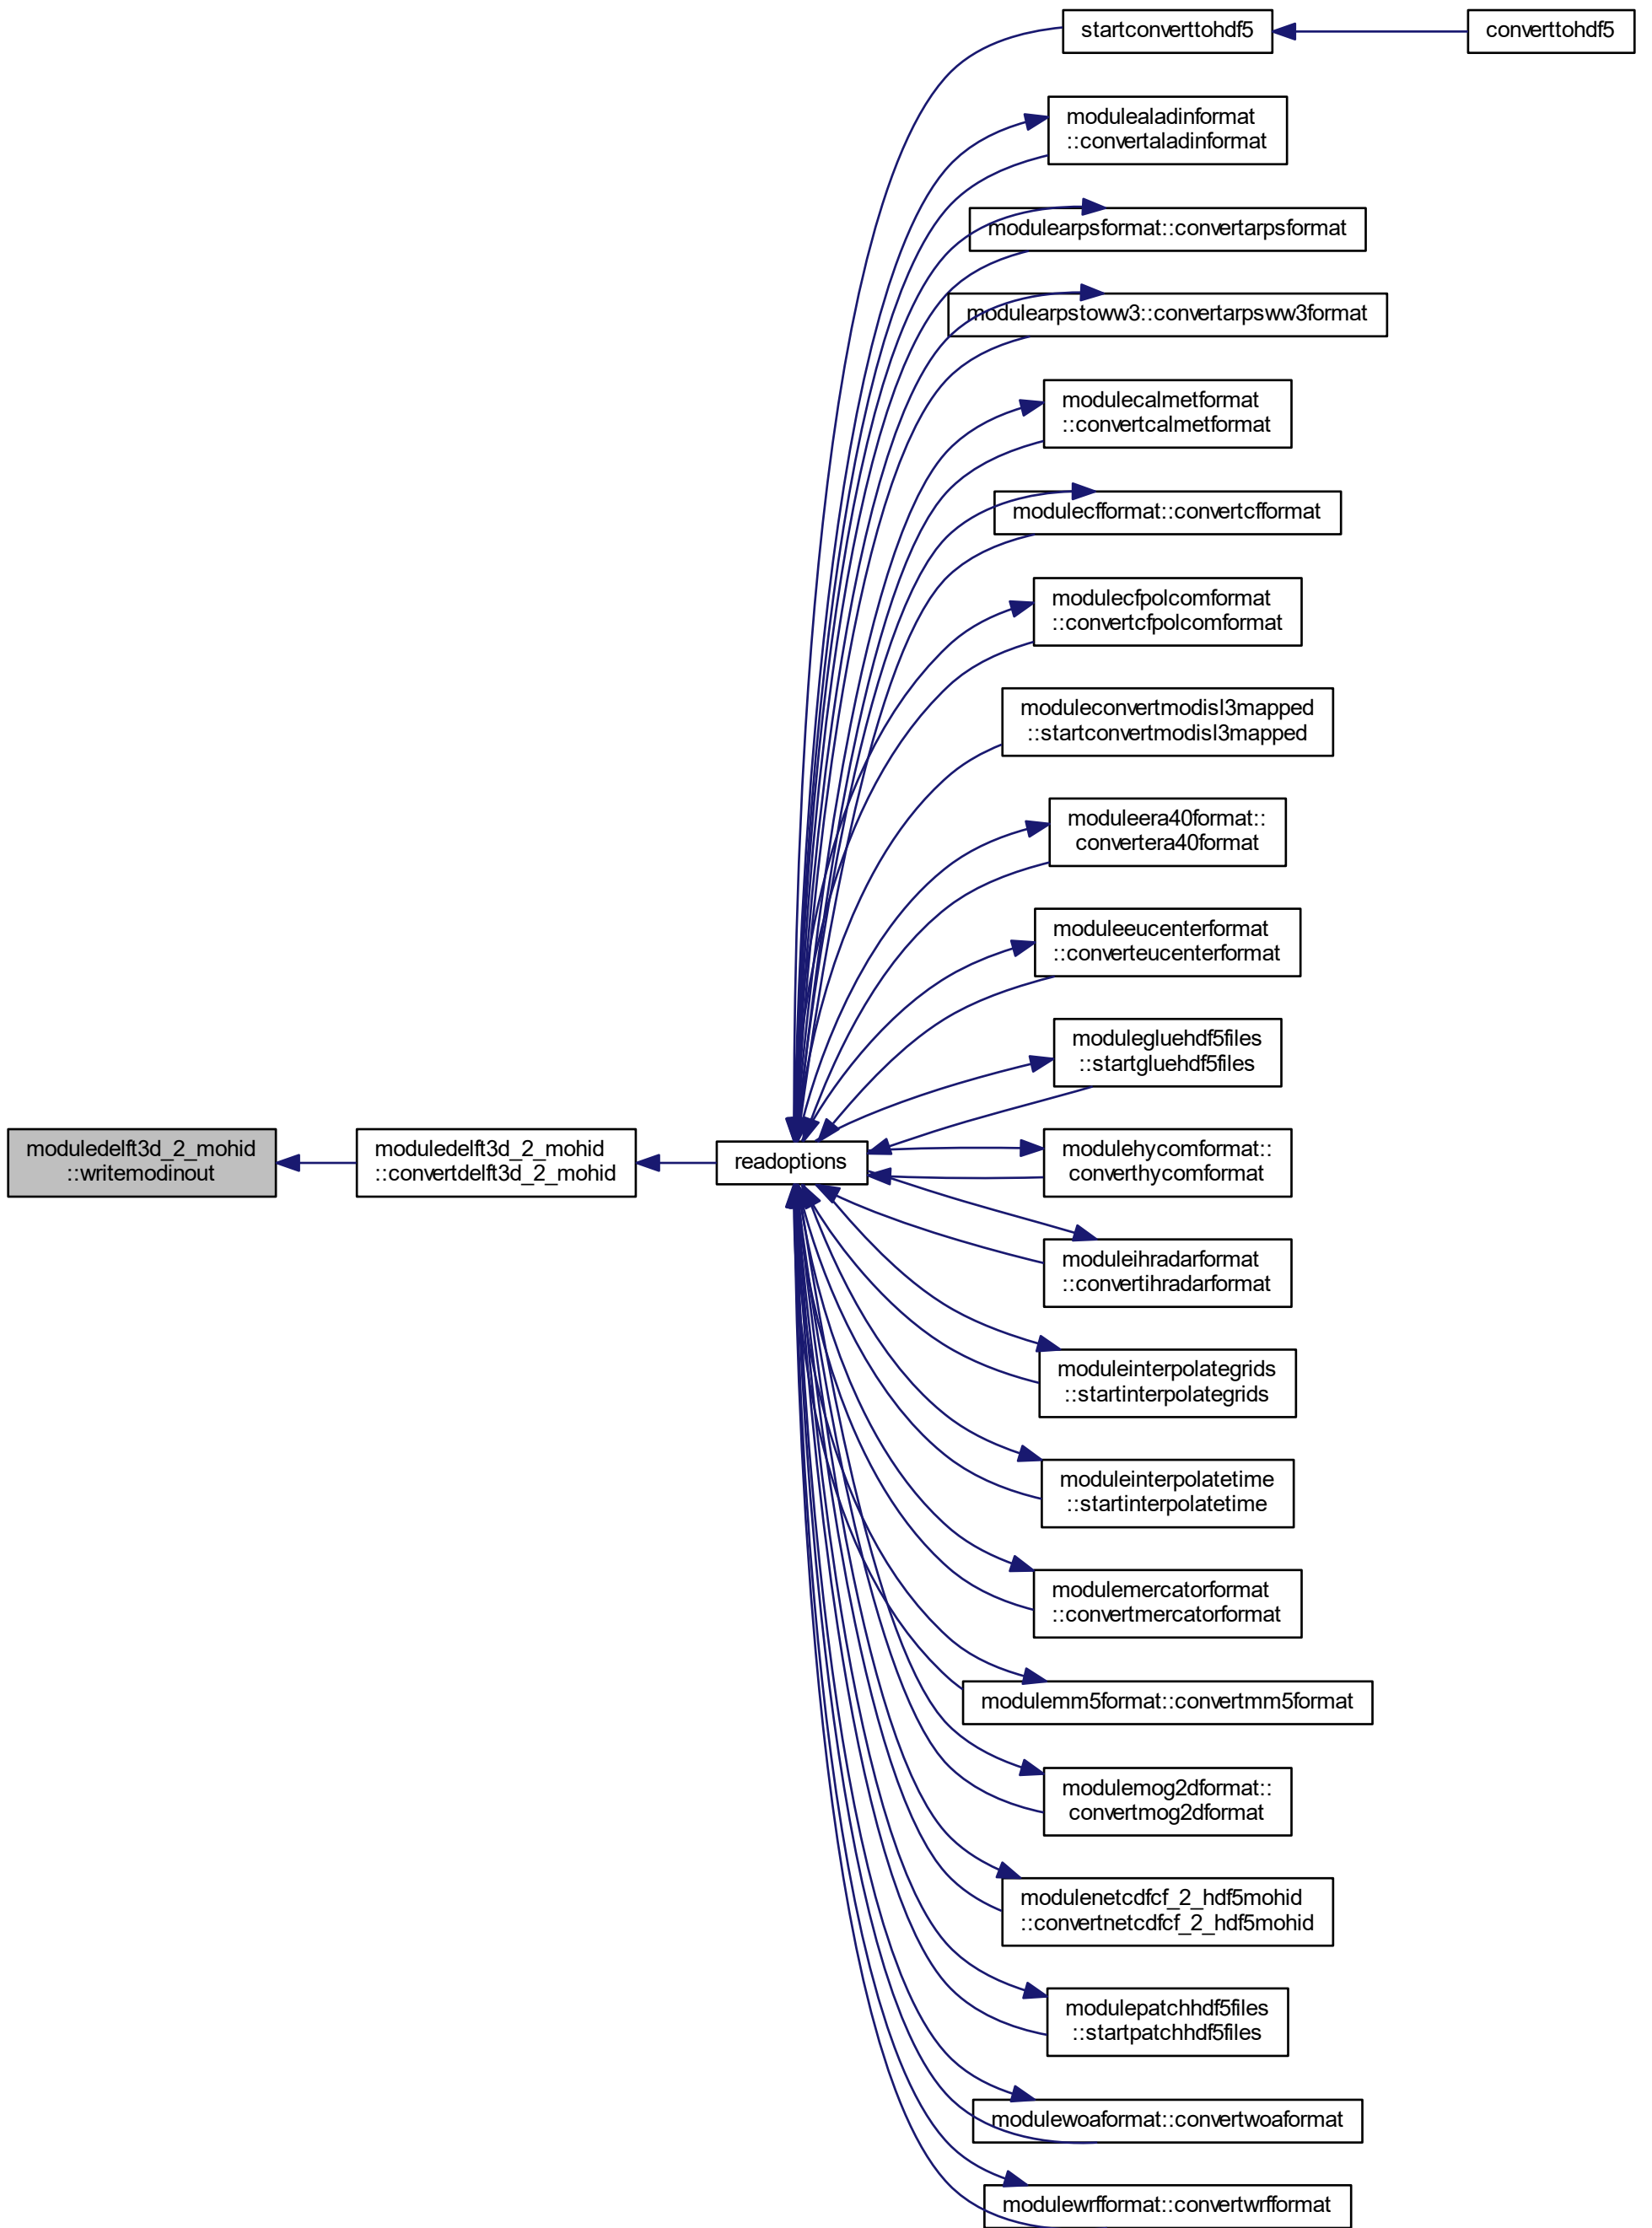 startconverttohdf5
converttohdf5
modulealadinformat
::convertaladinformat
modulearpsformat::convertarpsformat
modulearpstoww3::convertarpsww3format
modulecalmetformat
::convertcalmetformat
modulecfformat::convertcfformat
modulecfpolcomformat
::convertcfpolcomformat
moduleconvertmodisl3mapped
::startconvertmodisl3mapped
moduleera40format::
convertera40format
moduleeucenterformat
::converteucenterformat
modulegluehdf5files
::startgluehdf5files
moduledelft3d_2_mohid
::writemodinout
moduledelft3d_2_mohid
::convertdelft3d_2_mohid
readoptions
modulehycomformat::
converthycomformat
moduleihradarformat
::convertihradarformat
moduleinterpolategrids
::startinterpolategrids
moduleinterpolatetime
::startinterpolatetime
modulemercatorformat
::convertmercatorformat
modulemm5format::convertmm5format
modulemog2dformat::
convertmog2dformat
modulenetcdfcf_2_hdf5mohid
::convertnetcdfcf_2_hdf5mohid
modulepatchhdf5files
::startpatchhdf5files
modulewoaformat::convertwoaformat
modulewrfformat::convertwrfformat